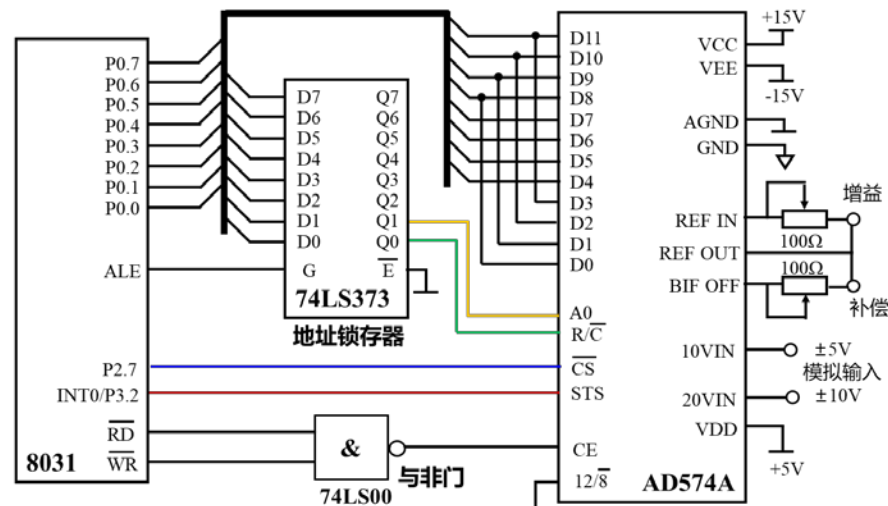 P0.7
P0.6
P0.5
P0.4
P0.3
P0.2
P0.1
P0.0
ALE
P2.7
INT0/P3.2
R̅D̅
W̅R̅
8031
D7 Q7
D6 Q6
D5 Q5
D4 Q4
D3 Q3
D2 Q2
D1 Q1
D0 Q0
G E̅
74LS373
地址锁存器
&
与非门
74LS00
D11
D10
D9
D8
D7
D6
D5
D4
D3
D2
D1
D0
A0
R/C̅
C̅S̅
STS
CE
12/8̅
AD574A
VCC
VEE
AGND
GND
REF IN
REF OUT
BIF OFF
10VIN
20VIN
VDD
+15V
-15V
增益
100Ω
100Ω
补偿
±5V
模拟输入
±10V
+5V